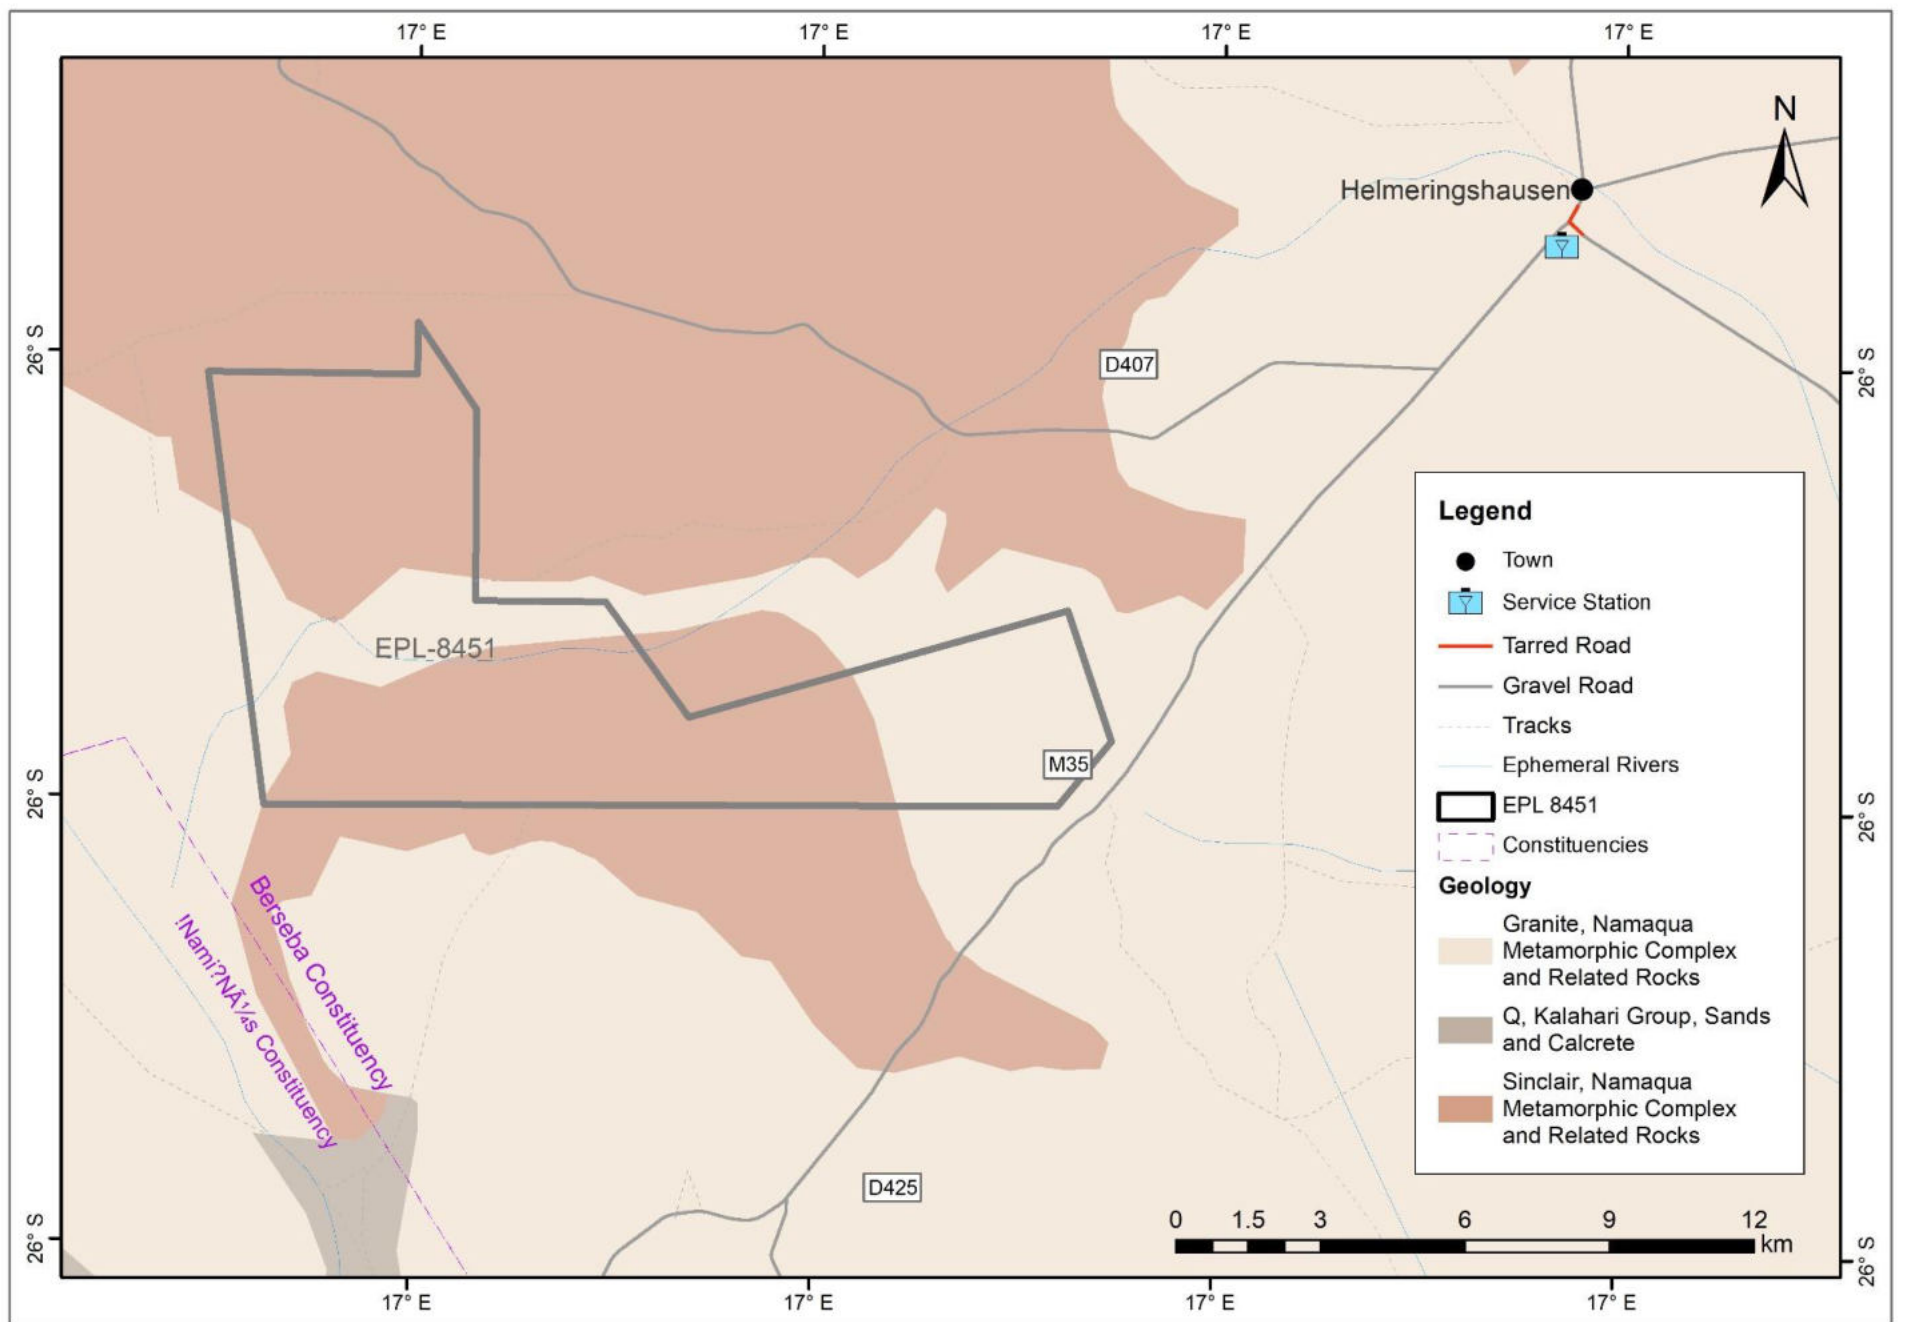 17° E
17° E
17° E
17° E
N
Helmeringshausen
26° S
D407
26° S
EPL-8451
M35
26° S
26° S
Berseba Constituency
!Nami?NÃ¼s Constituency
D425
26° S
26° S
Legend
Town
Service Station
Tarred Road
Gravel Road
Tracks
Ephemeral Rivers
EPL 8451
Constituencies
Geology
Granite, Namaqua
Metamorphic Complex
and Related Rocks
Q, Kalahari Group, Sands
and Calcrete
Sinclair, Namaqua
Metamorphic Complex
and Related Rocks
0 1.5 3 6 9 12
km
17° E
17° E
17° E
17° E